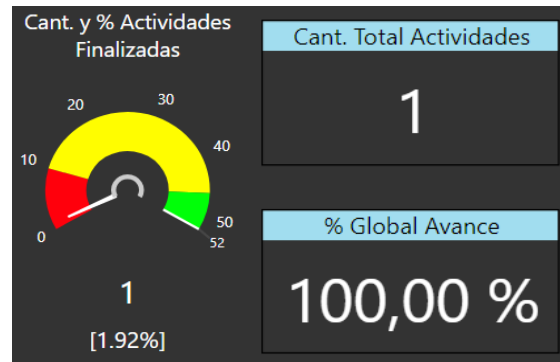 Cant. y % Actividades
Finalizadas
0
10
20
30
40
50
52
1
[1.92%]
Cant. Total Actividades
1
% Global Avance
100,00 %